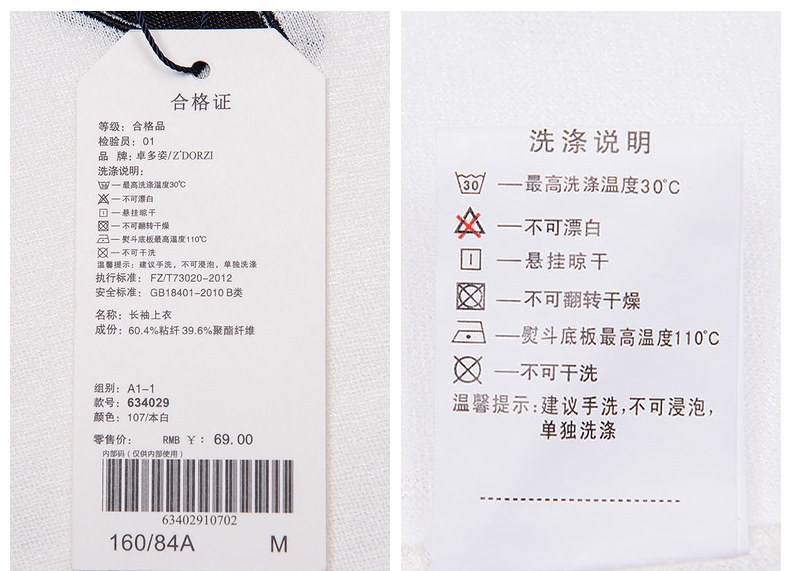 合格证
等级: 合格品
检验员: 01
品 牌: 卓多姿/Z'DORZI
洗涤说明:
30 —最高洗涤温度30℃
—不可漂白
—悬挂晾干
—不可翻转干燥
—熨斗底板最高温度110℃
—不可干洗
温馨提示: 建议手洗, 不可浸泡, 单独洗涤
执行标准: FZ/T73020-2012
安全标准: GB18401-2010 B类
名称: 长袖上衣
成份: 60.4%粘纤 39.6%聚酯纤维
组别: A1-1
款号: 634029
颜色: 107/本白
零售价: RMB ¥: 69.00
内部码 (仅供内部使用)
63402910702
160/84A M
洗涤说明
30 —最高洗涤温度30℃
—不可漂白
—悬挂晾干
—不可翻转干燥
—熨斗底板最高温度110℃
—不可干洗
温馨提示: 建议手洗, 不可浸泡,
单独洗涤